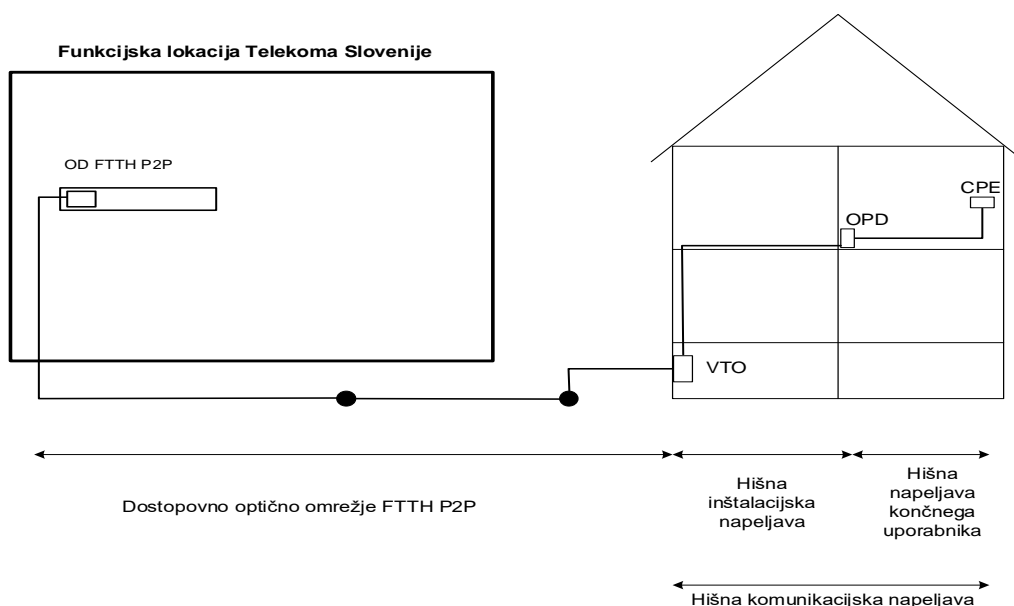 Funkcijska lokacija Telekoma Slovenije
OD FTTH P2P
CPE
OPD
VTO
Dostopovno optično omrežje FTTH P2P
Hišna
inštalacijska
napeljava
Hišna
napeljava
končnega
uporabnika
Hišna komunikacijska napeljava